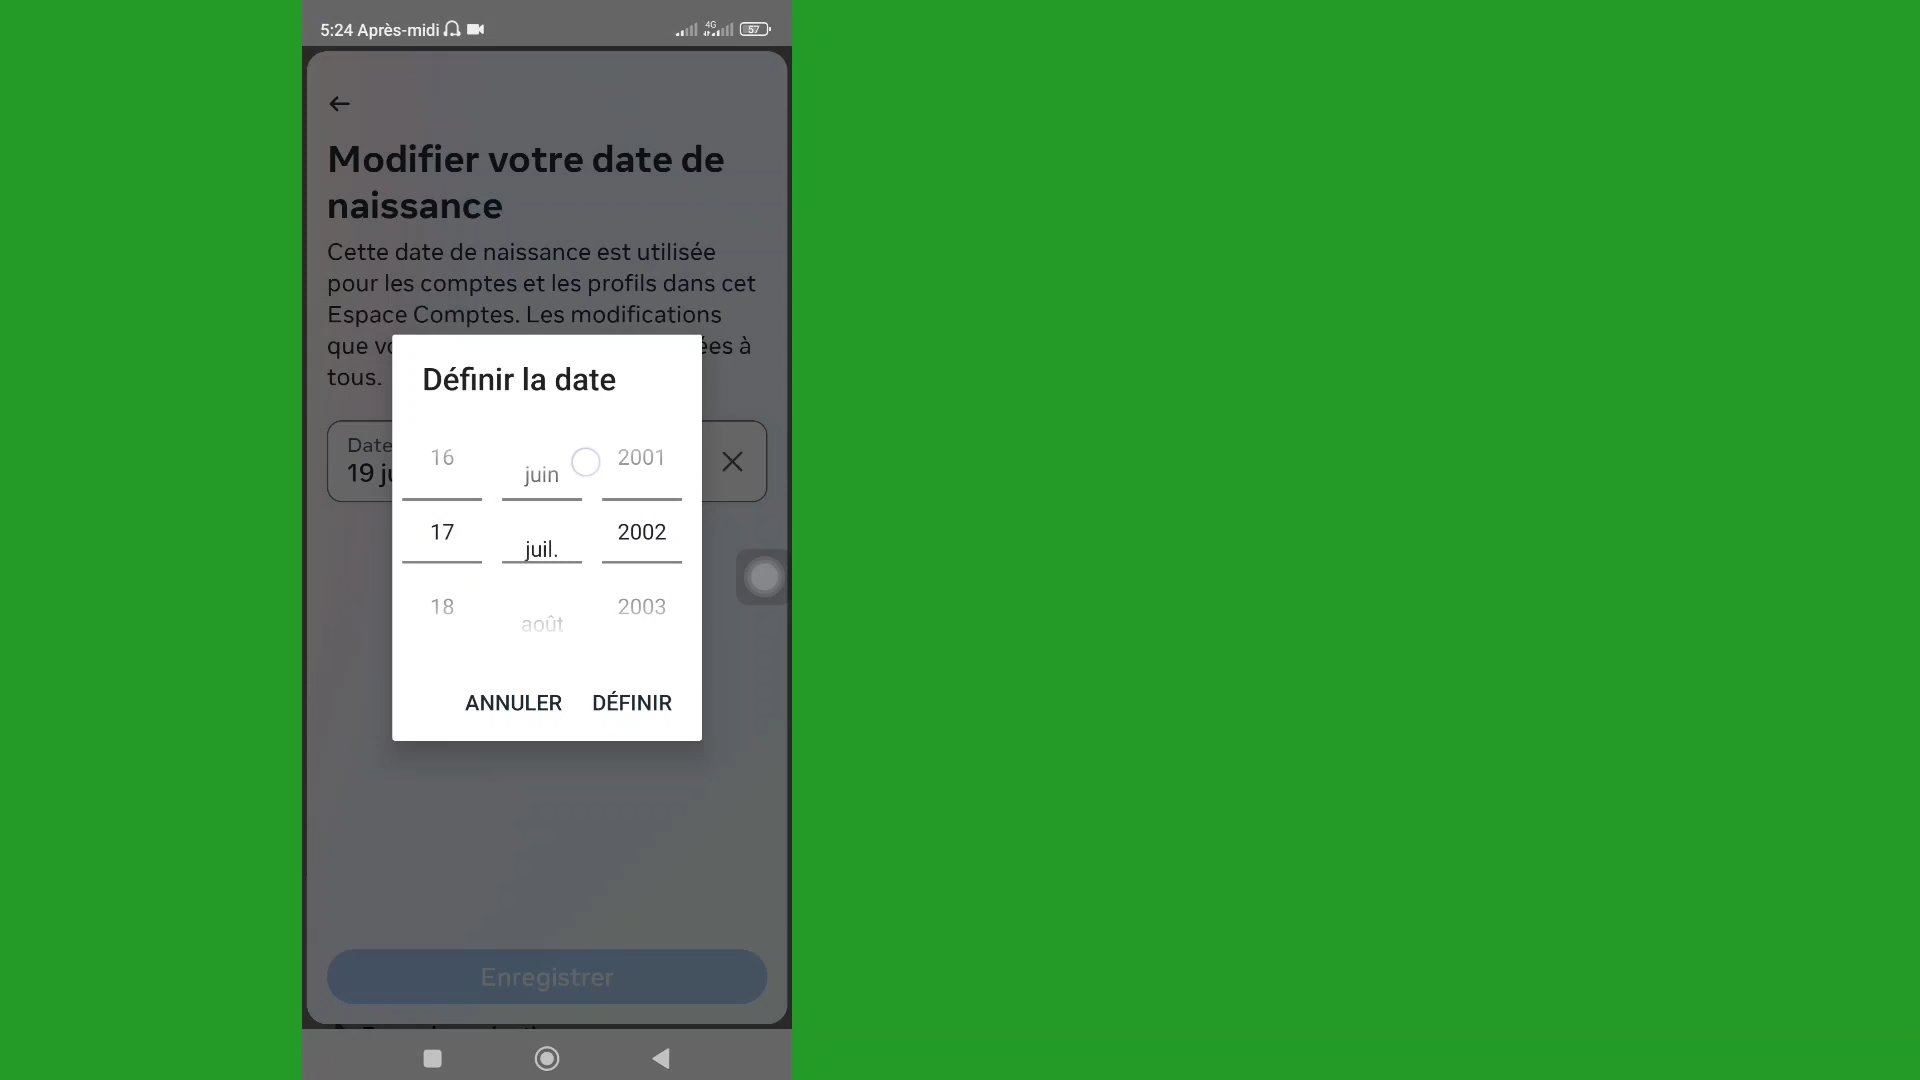 5:24 Après-midi
4G
57
Modifier votre date de
naissance
Cette date de naissance est utilisée
pour les comptes et les profils dans cet
Espace Comptes. Les modifications
que
à
tous.
Définir la date
Date
19
16
juin
2001
17
juil.
2002
18
août
2003
ANNULER
DÉFINIR
Enregistrer